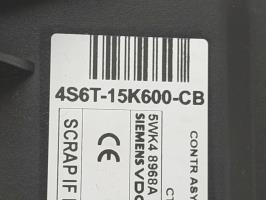 4S6T-15K600-CB
CONTR ASY
5WK4 8968A
SIEMENS VDO
CE
SCRAP IF